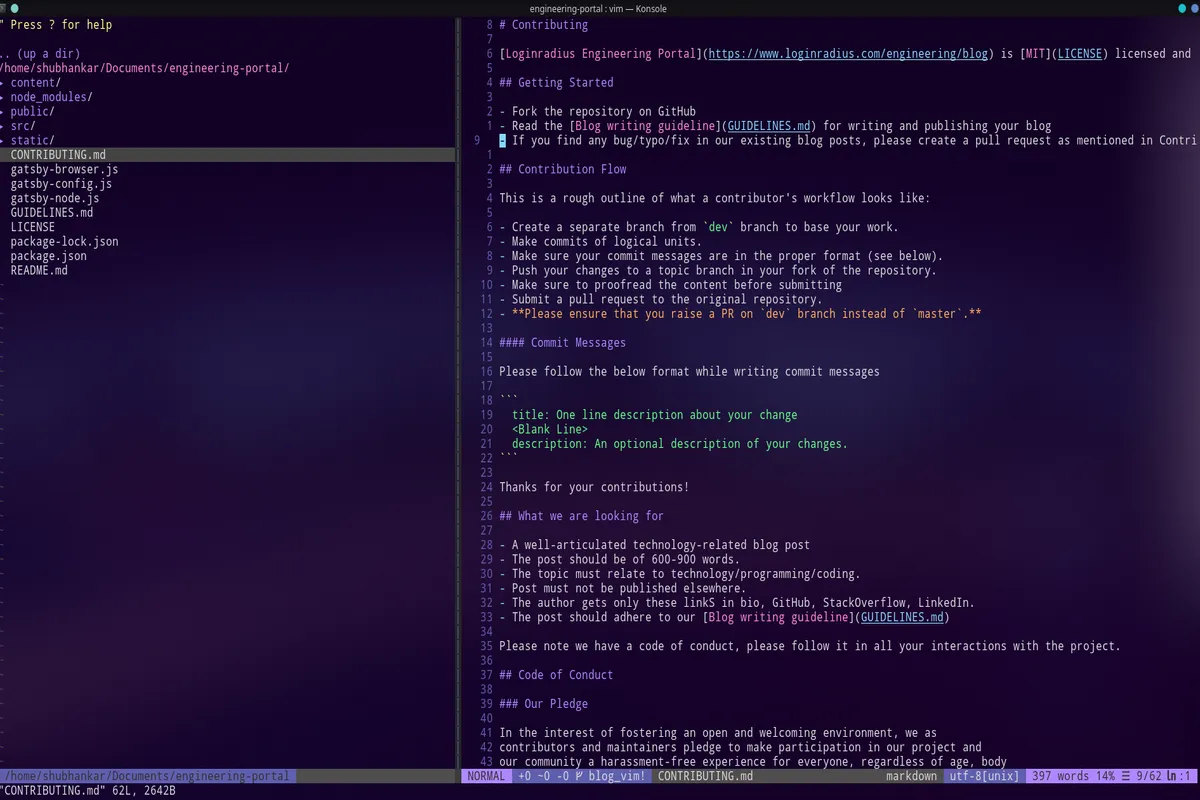 engineering-portal : vim — Konsole
" Press ? for help
.. (up a dir)
/home/shubhankar/Documents/engineering-portal/
▸ content/
▸ node_modules/
▸ public/
▸ src/
▸ static/
CONTRIBUTING.md
gatsby-browser.js
gatsby-config.js
gatsby-node.js
GUIDELINES.md
LICENSE
package-lock.json
package.json
README.md
/home/shubhankar/Documents/engineering-portal
8 # Contributing
7
6 [Loginradius Engineering Portal](https://www.loginradius.com/engineering/blog) is [MIT](LICENSE) licensed and
5
4 ## Getting Started
3
2 - Fork the repository on GitHub
1 - Read the [Blog writing guideline](GUIDELINES.md) for writing and publishing your blog
9 - If you find any bug/typo/fix in our existing blog posts, please create a pull request as mentioned in Contri
1
2 ## Contribution Flow
3
4 This is a rough outline of what a contributor's workflow looks like:
5
6 - Create a separate branch from `dev` branch to base your work.
7 - Make commits of logical units.
8 - Make sure your commit messages are in the proper format (see below).
9 - Push your changes to a topic branch in your fork of the repository.
10 - Make sure to proofread the content before submitting
11 - Submit a pull request to the original repository.
12 - **Please ensure that you raise a PR on `dev` branch instead of `master`.**
13
14 #### Commit Messages
15
16 Please follow the below format while writing commit messages
17
18 ```
19 title: One line description about your change
20 <Blank Line>
21 description: An optional description of your changes.
22 ```
23
24 Thanks for your contributions!
25
26 ## What we are looking for
27
28 - A well-articulated technology-related blog post
29 - The post should be of 600-900 words.
30 - The topic must relate to technology/programming/coding.
31 - Post must not be published elsewhere.
32 - The author gets only these linkS in bio, GitHub, StackOverflow, LinkedIn.
33 - The post should adhere to our [Blog writing guideline](GUIDELINES.md)
34
35 Please note we have a code of conduct, please follow it in all your interactions with the project.
36
37 ## Code of Conduct
38
39 ### Our Pledge
40
41 In the interest of fostering an open and welcoming environment, we as
42 contributors and maintainers pledge to make participation in our project and
43 our community a harassment-free experience for everyone, regardless of age, body
NORMAL +0 ~0 -0 blog_vim! CONTRIBUTING.md markdown utf-8[unix] 397 words 14% ☰ 9/62 ln :1
"CONTRIBUTING.md" 62L, 2642B